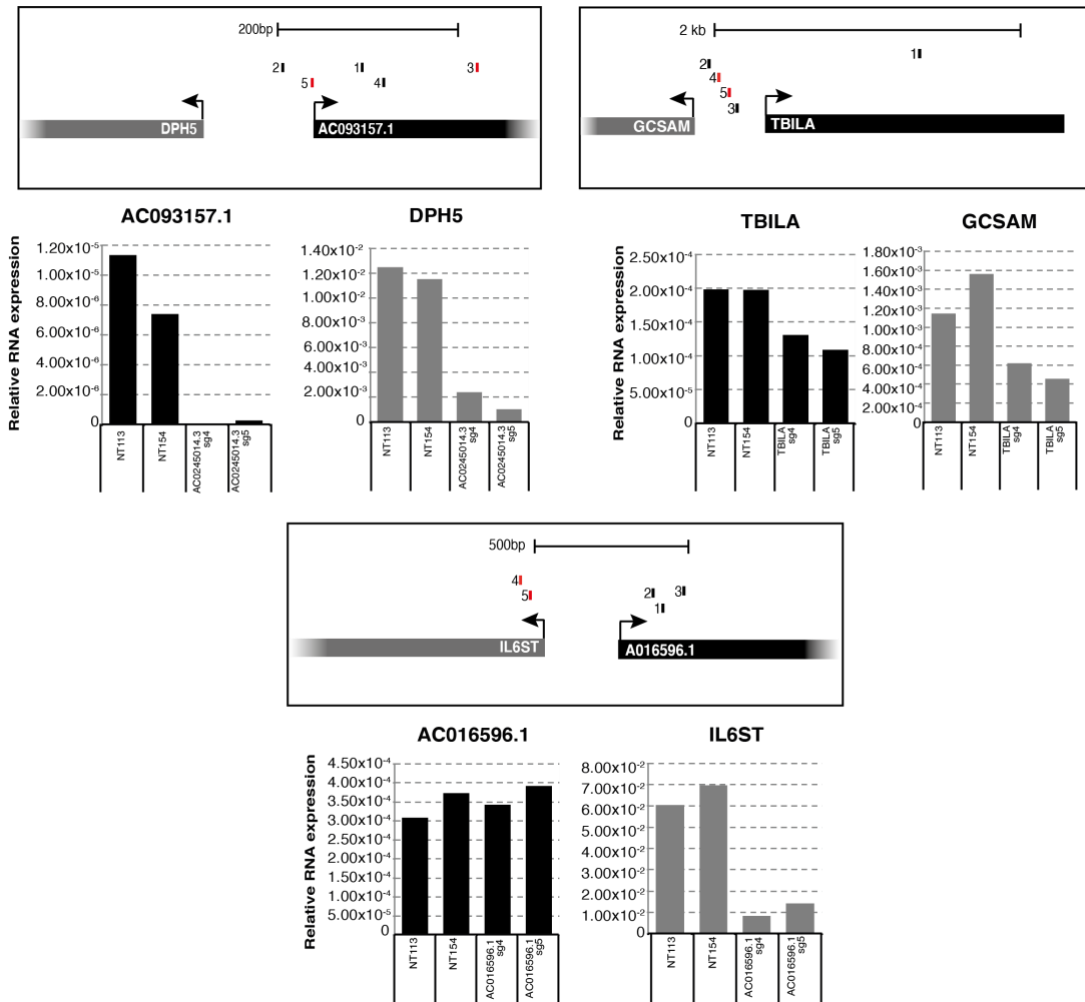 200bp
2
1
3
5
4
DPH5
AC093157.1
2 kb
1
2
4
5
3
GCSAM
TBILA
AC093157.1
Relative RNA expression
1.20x10-5
1.00x10-5
8.00x10-6
6.00x10-6
4.00x10-6
2.00x10-6
0
NT113
NT154
AC0245014.3 sg4
AC0245014.3 sg5
DPH5
1.40x10-2
1.20x10-2
1.00x10-2
8.00x10-3
6.00x10-3
4.00x10-3
2.00x10-3
0
NT113
NT154
AC0245014.3 sg4
AC0245014.3 sg5
TBILA
Relative RNA expression
2.50x10-4
2.00x10-4
1.50x10-4
1.00x10-4
5.00x10-5
0
NT113
NT154
TBILA sg4
TBILA sg5
GCSAM
1.80x10-3
1.60x10-3
1.40x10-3
1.20x10-3
1.00x10-3
8.00x10-4
6.00x10-4
4.00x10-4
2.00x10-4
0
NT113
NT154
TBILA sg4
TBILA sg5
500bp
4
5
2
1
3
IL6ST
A016596.1
AC016596.1
Relative RNA expression
4.50x10-4
4.00x10-4
3.50x10-4
3.00x10-4
2.50x10-4
2.00x10-4
1.50x10-4
1.00x10-4
5.00x10-5
0
NT113
NT154
AC016596.1 sg4
AC016596.1 sg5
IL6ST
8.00x10-2
7.00x10-2
6.00x10-2
5.00x10-2
4.00x10-2
3.00x10-2
2.00x10-2
1.00x10-2
0
NT113
NT154
AC016596.1 sg4
AC016596.1 sg5